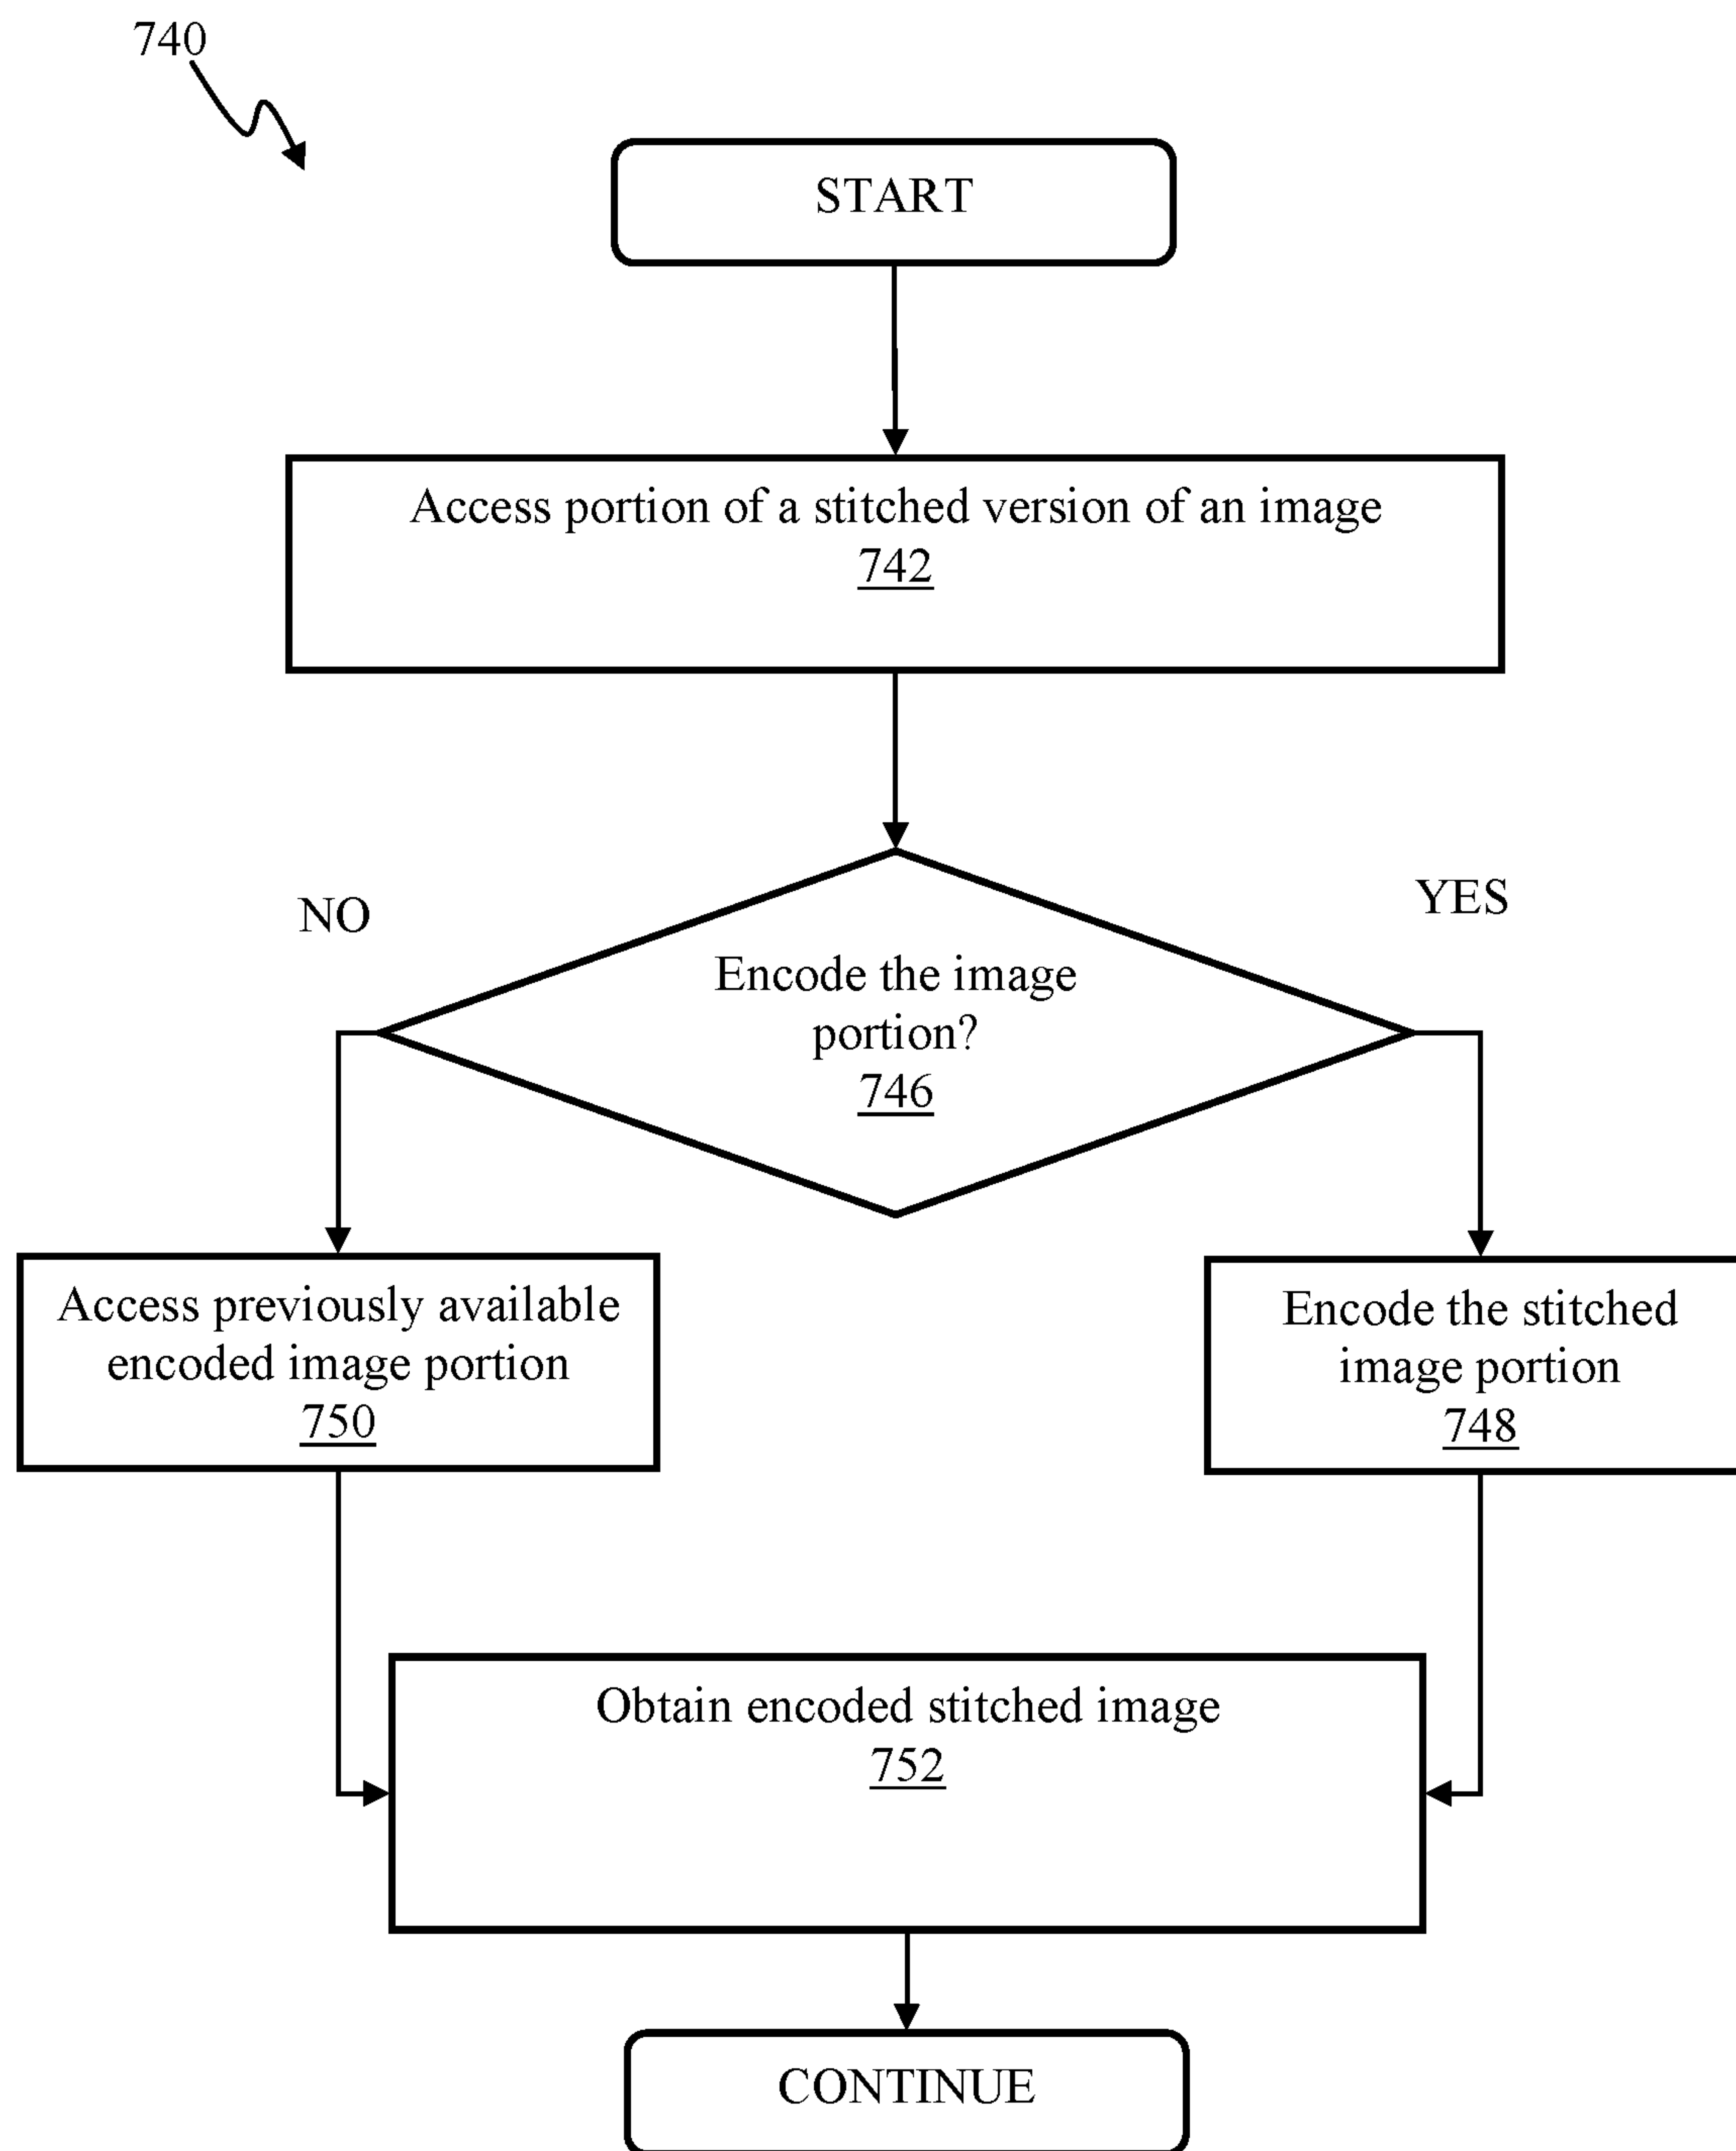 740
START
Access portion of a stitched version of an image
742
NO
YES
Encode the image
portion?
746
Access previously available
encoded image portion
750
Encode the stitched
image portion
748
Obtain encoded stitched image
752
CONTINUE